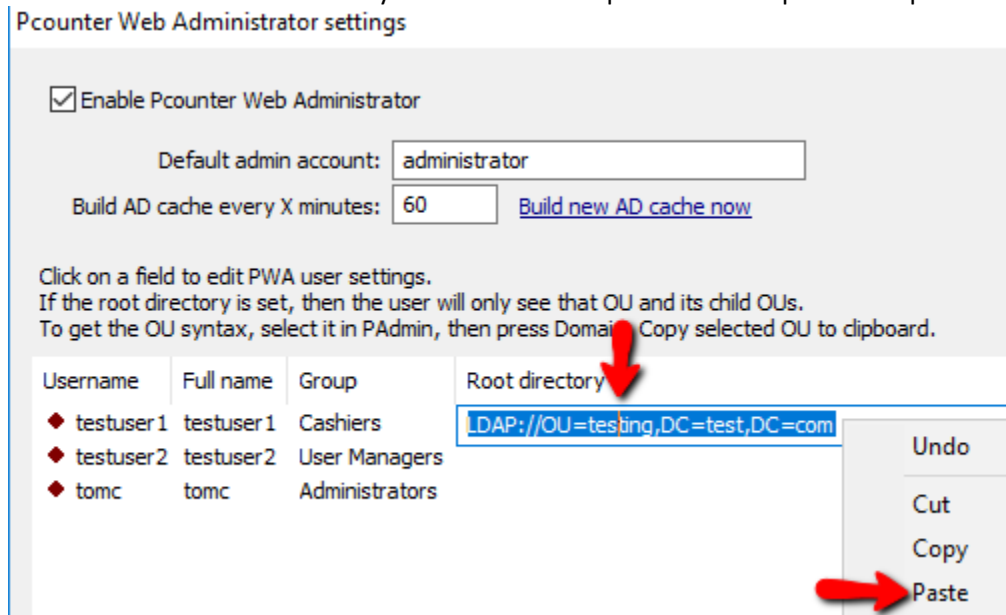 Pcounter Web Administrator settings
Enable Pcounter Web Administrator
Default admin account: administrator
Build AD cache every X minutes: 60 Build new AD cache now
Click on a field to edit PWA user settings.
If the root directory is set, then the user will only see that OU and its child OUs.
To get the OU syntax, select it in PAdmin, then press Domain, Copy selected OU to clipboard.
Username Full name Group Root directory
testuser1 testuser1 Cashiers LDAP://OU=testing,DC=test,DC=com
testuser2 testuser2 User Managers
tomc tomc Administrators
Undo
Cut
Copy
Paste